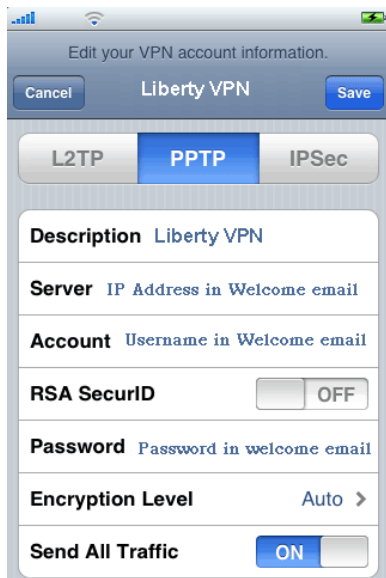 Edit your VPN account information.
Cancel Liberty VPN Save
L2TP PPTP IPSec
Description Liberty VPN
Server IP Address in Welcome email
Account Username in Welcome email
RSA SecurID OFF
Password Password in welcome email
Encryption Level Auto
Send All Traffic ON